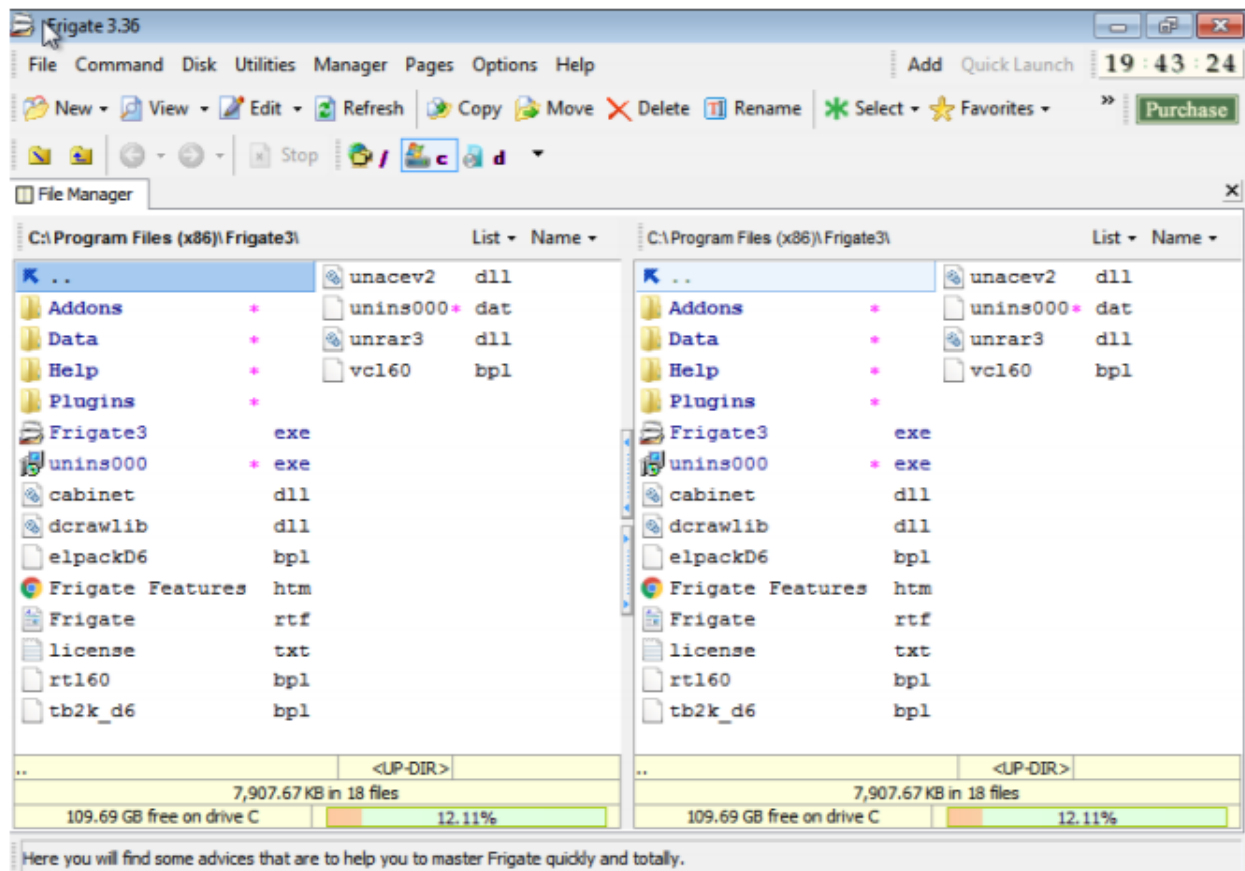 Frigate 3.36
File Command Disk Utilities Manager Pages Options Help Add Quick Launch 19:43:24
New View Edit Refresh Copy Move Delete Rename Select Favorites » Purchase
Stop / c d
File Manager
C:\Program Files (x86)\Frigate3\ List Name C:\Program Files (x86)\Frigate3\ List Name
.. unacev2 dll .. unacev2 dll
Addons * unins000* dat Addons * unins000* dat
Data * unrar3 dll Data * unrar3 dll
Help * vcl60 bpl Help * vcl60 bpl
Plugins * Plugins *
Frigate3 exe Frigate3 exe
unins000 * exe unins000 * exe
cabinet dll cabinet dll
dcrawlib dll dcrawlib dll
elpackD6 bpl elpackD6 bpl
Frigate Features htm Frigate Features htm
Frigate rtf Frigate rtf
license txt license txt
rtl60 bpl rtl60 bpl
tb2k_d6 bpl tb2k_d6 bpl
.. <UP-DIR> .. <UP-DIR>
7,907.67 KB in 18 files 7,907.67 KB in 18 files
109.69 GB free on drive C 12.11% 109.69 GB free on drive C 12.11%
Here you will find some advices that are to help you to master Frigate quickly and totally.